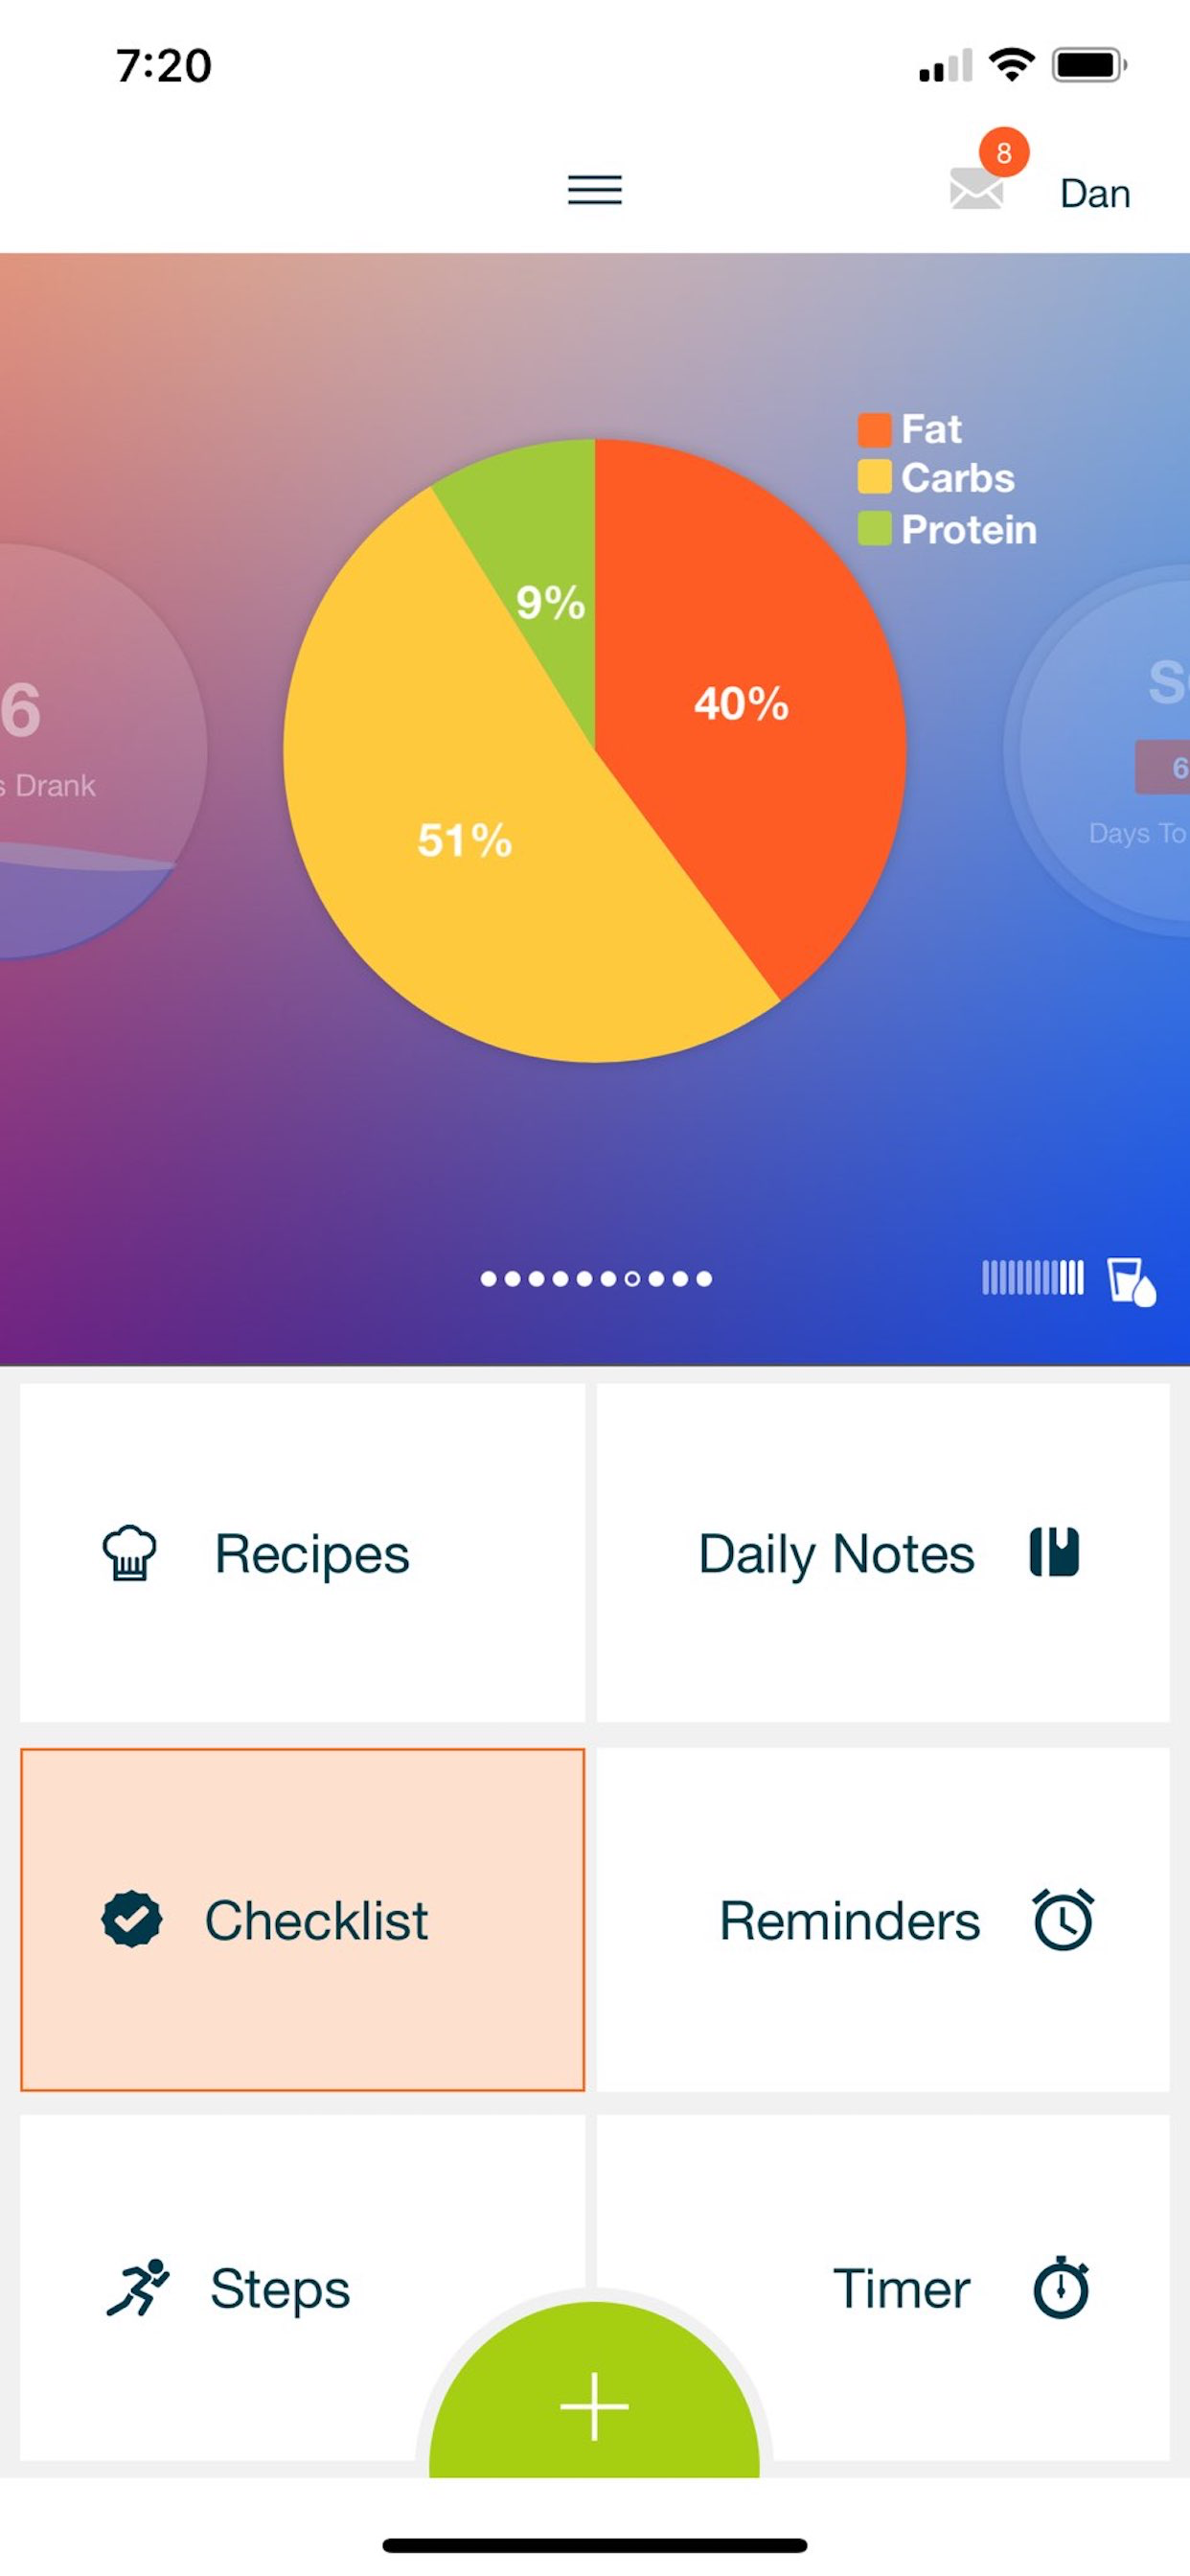 7:20
8
Dan
Fat
Carbs
Protein
9%
40%
51%
6
s Drank
S
6
Days To
Recipes
Daily Notes
Checklist
Reminders
Steps
Timer